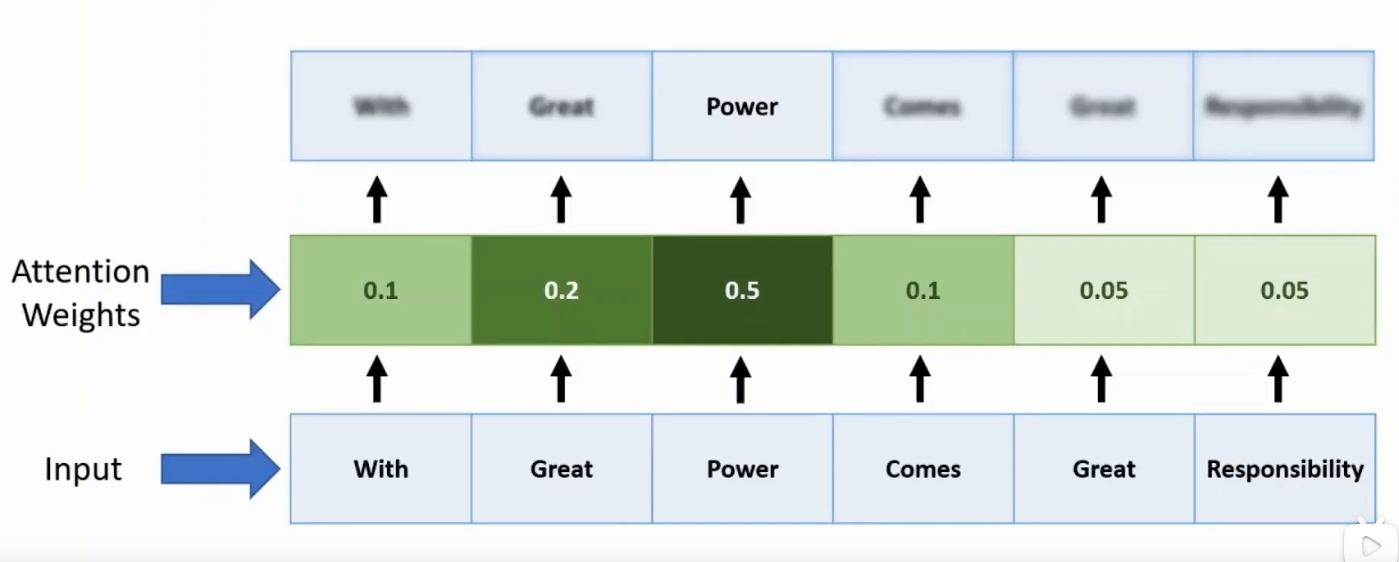 With Great Power Comes Great Responsibility
Attention
Weights
0.1 0.2 0.5 0.1 0.05 0.05
Input
With Great Power Comes Great Responsibility